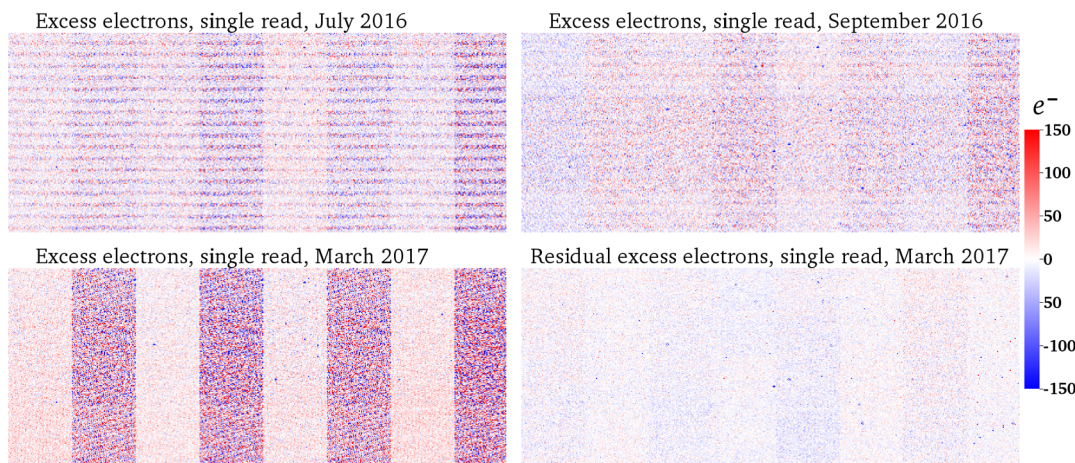 Excess electrons, single read, July 2016
Excess electrons, single read, September 2016
e⁻
150
100
50
0
50
-100
-150
Excess electrons, single read, March 2017
Residual excess electrons, single read, March 2017